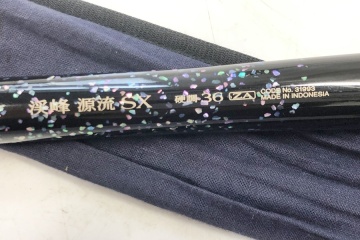 渓峰 源流 SX 硬調 36 ZA
CODE No. 31993
MADE IN INDONESIA